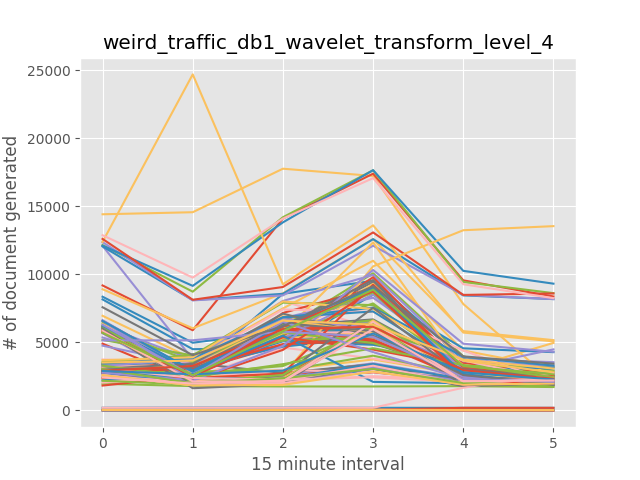 weird_traffic_db1_wavelet_transform_level_4
# of document generated
25000
20000
15000
10000
5000
0
0 1 2 3 4 5
15 minute interval